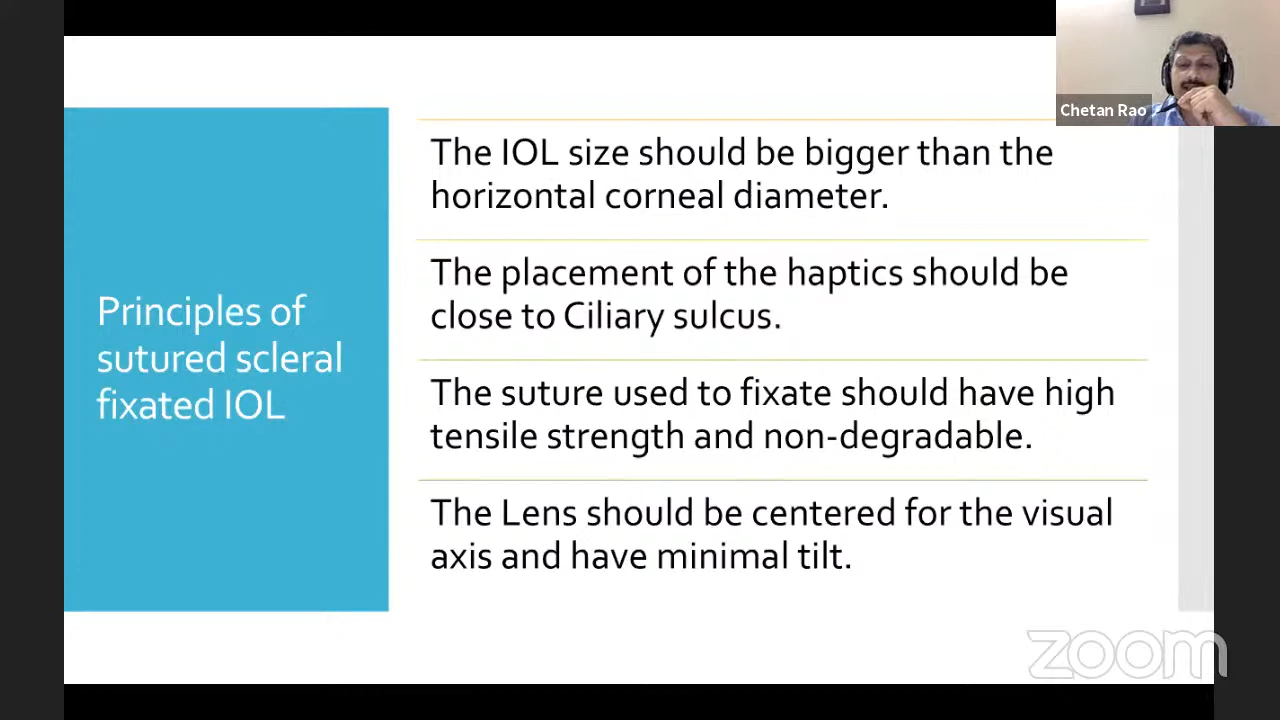 Chetan Rao
The IOL size should be bigger than the
horizontal corneal diameter.
The placement of the haptics should be
close to Ciliary sulcus.
Principles of
sutured scleral
fixated IOL
The suture used to fixate should have high
tensile strength and non-degradable.
The Lens should be centered for the visual
axis and have minimal tilt.
zoom